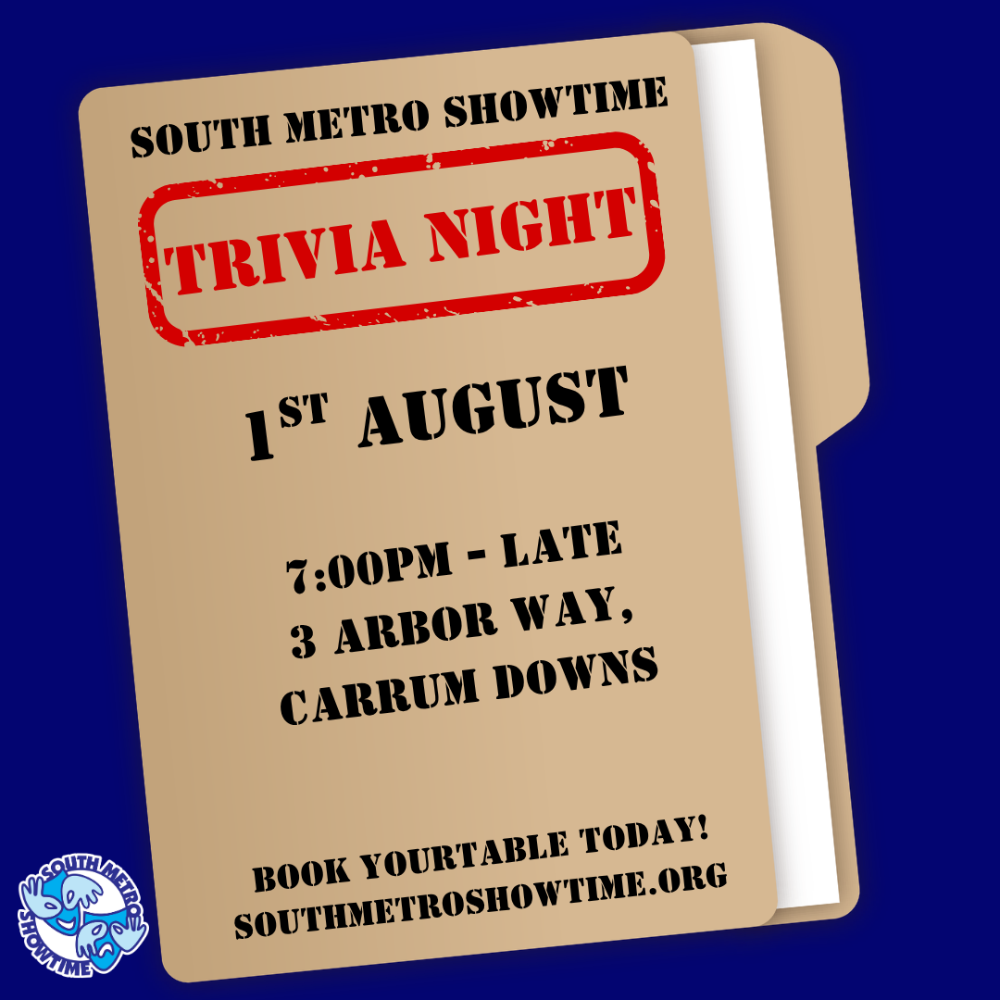 SOUTH METRO SHOWTIME
TRIVIA NIGHT
1ST AUGUST
7:00PM - LATE
3 ARBOR WAY,
CARRUM DOWNS
BOOK YOURTABLE TODAY!
SOUTHMETROSHOWTIME.ORG
SOUTH METRO
SHOWTIME